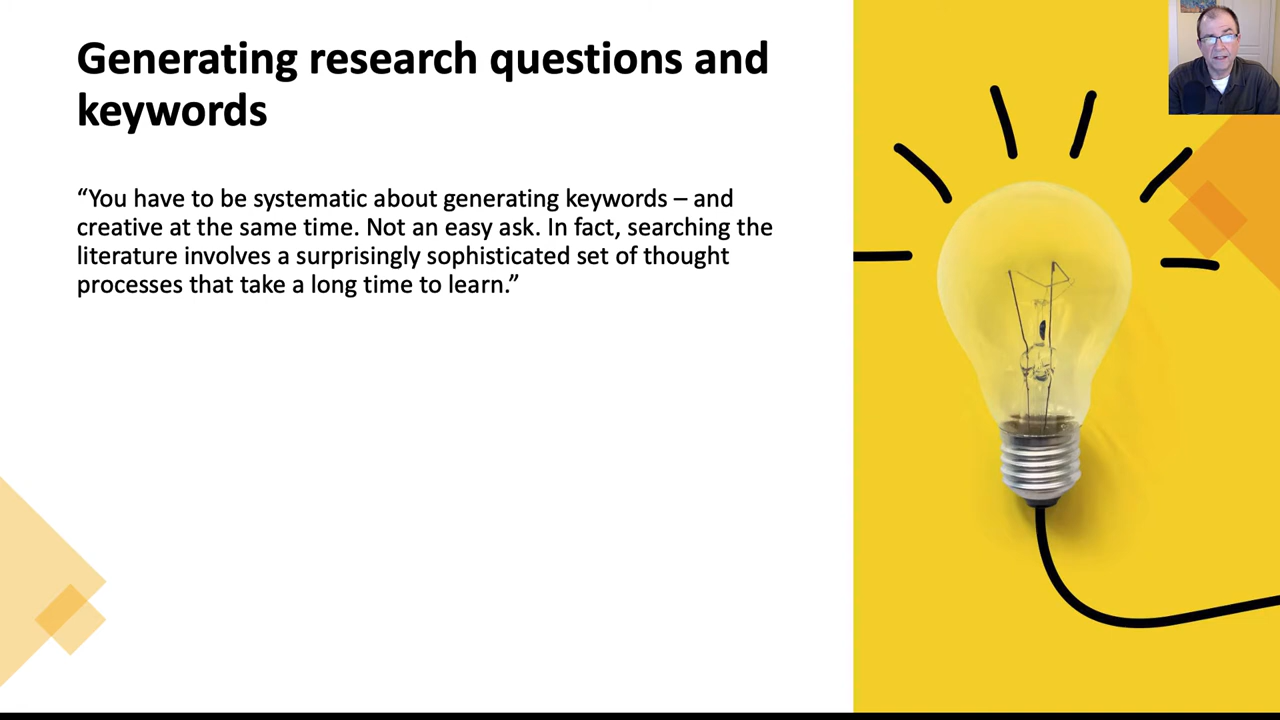 Generating research questions and
keywords
“You have to be systematic about generating keywords – and
creative at the same time. Not an easy ask. In fact, searching the
literature involves a surprisingly sophisticated set of thought
processes that take a long time to learn.”